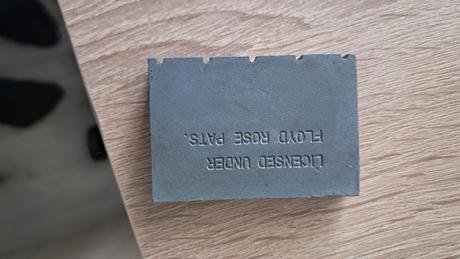 LICENSED UNDER
FLOYD ROSE PATS.